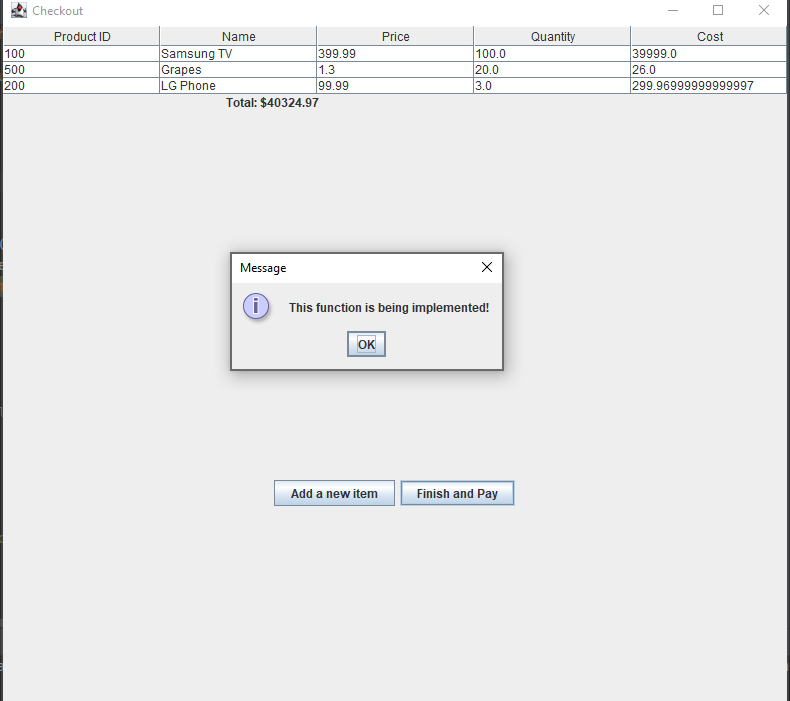 Checkout
Product ID Name Price Quantity Cost
100 Samsung TV 399.99 100.0 39999.0
500 Grapes 1.3 20.0 26.0
200 LG Phone 99.99 3.0 299.96999999999997
Total: $40324.97
Message
i
This function is being implemented!
OK
Add a new item Finish and Pay